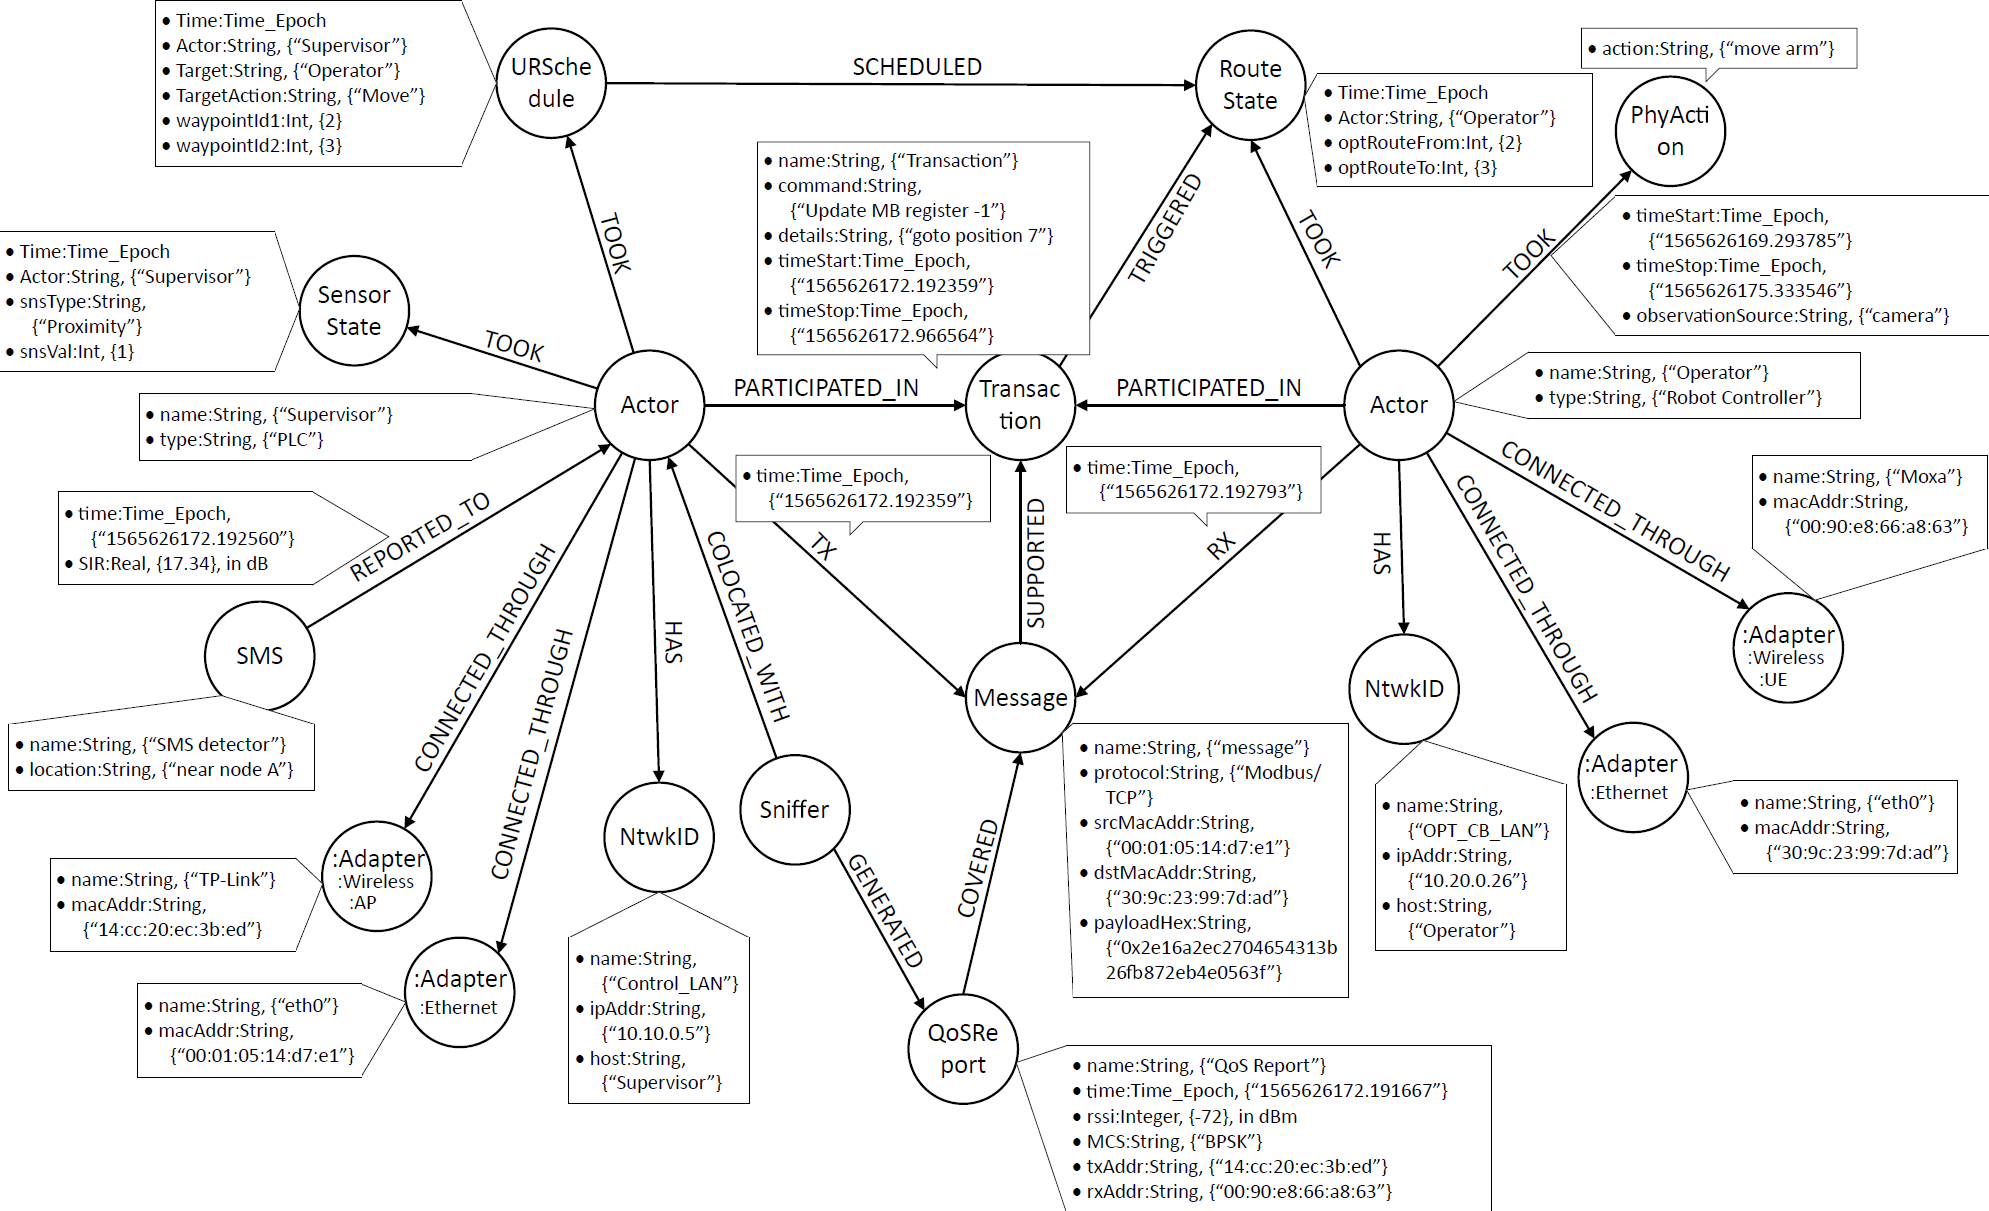 ● Time:Time_Epoch
● Actor:String, {“Supervisor”}
● Target:String, {“Operator”}
● TargetAction:String, {“Move”}
● waypointId1:Int, {2}
● waypointId2:Int, {3}
URSche
dule
SCHEDULED
Route
State
● Time:Time_Epoch
● Actor:String, {“Operator”}
● optRouteFrom:Int, {2}
● optRouteTo:Int, {3}
● action:String, {“move arm”}
PhyActi
on
● name:String, {“Transaction”}
● command:String,
{“Update MB register -1”}
● details:String, {“goto position 7”}
● timeStart:Time_Epoch,
{“1565626172.192359”}
● timeStop:Time_Epoch,
{“1565626172.966564”}
TRIGGERED
TOOK
TOOK
TOOK
● timeStart:Time_Epoch,
{“1565626169.293785”}
● timeStop:Time_Epoch,
{“1565626175.333546”}
● observationSource:String, {“camera”}
● Time:Time_Epoch
● Actor:String, {“Supervisor”}
● snsType:String,
{“Proximity”}
● snsVal:Int, {1}
Sensor
State
TOOK
● name:String, {“Supervisor”}
● type:String, {“PLC”}
Actor
PARTICIPATED_IN
Transac
tion
PARTICIPATED_IN
Actor
● name:String, {“Operator”}
● type:String, {“Robot Controller”}
● time:Time_Epoch,
{“1565626172.192560”}
● SIR:Real, {17.34}, in dB
REPORTED_TO
● time:Time_Epoch,
{“1565626172.192359”}
TX
● time:Time_Epoch,
{“1565626172.192793”}
RX
SUPPORTED
CONNECTED_THROUGH
CONNECTED_THROUGH
HAS
● name:String, {“Moxa”}
● macAddr:String,
{“00:90:e8:66:a8:63”}
SMS
● name:String, {“SMS detector”}
● location:String, {“near node A”}
CONNECTED_THROUGH
CONNECTED_THROUGH
HAS
COLOCATED_WITH
Message
NtwkID
:Adapter
:Wireless
:UE
:Adapter
:Ethernet
● name:String, {“eth0”}
● macAddr:String,
{“30:9c:23:99:7d:ad”}
● name:String,
{“OPT_CB_LAN”}
● ipAddr:String,
{“10.20.0.26”}
● host:String,
{“Operator”}
● name:String, {“message”}
● protocol:String, {“Modbus/
TCP”}
● srcMacAddr:String,
{“00:01:05:14:d7:e1”}
● dstMacAddr:String,
{“30:9c:23:99:7d:ad”}
● payloadHex:String,
{“0x2e16a2ec2704654313b
26fb872eb4e0563f”}
NtwkID
Sniffer
GENERATED
COVERED
:Adapter
:Wireless
:AP
● name:String, {“TP-Link”}
● macAddr:String,
{“14:cc:20:ec:3b:ed”}
:Adapter
:Ethernet
● name:String, {“eth0”}
● macAddr:String,
{“00:01:05:14:d7:e1”}
● name:String,
{“Control_LAN”}
● ipAddr:String,
{“10.10.0.5”}
● host:String,
{“Supervisor”}
QoSRe
port
● name:String, {“QoS Report”}
● time:Time_Epoch, {“1565626172.191667”}
● rssi:Integer, {-72}, in dBm
● MCS:String, {“BPSK”}
● txAddr:String, {“14:cc:20:ec:3b:ed”}
● rxAddr:String, {“00:90:e8:66:a8:63”}